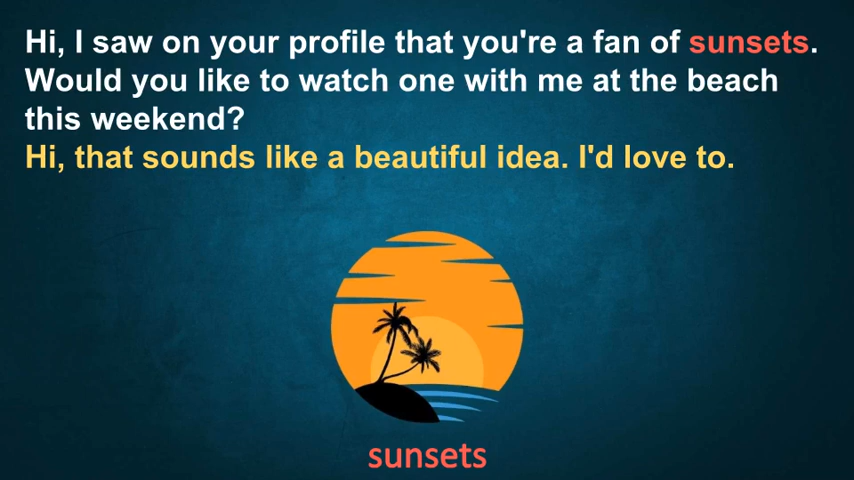 Hi, I saw on your profile that you're a fan of sunsets.
Would you like to watch one with me at the beach
this weekend?
Hi, that sounds like a beautiful idea. I'd love to.
sunsets